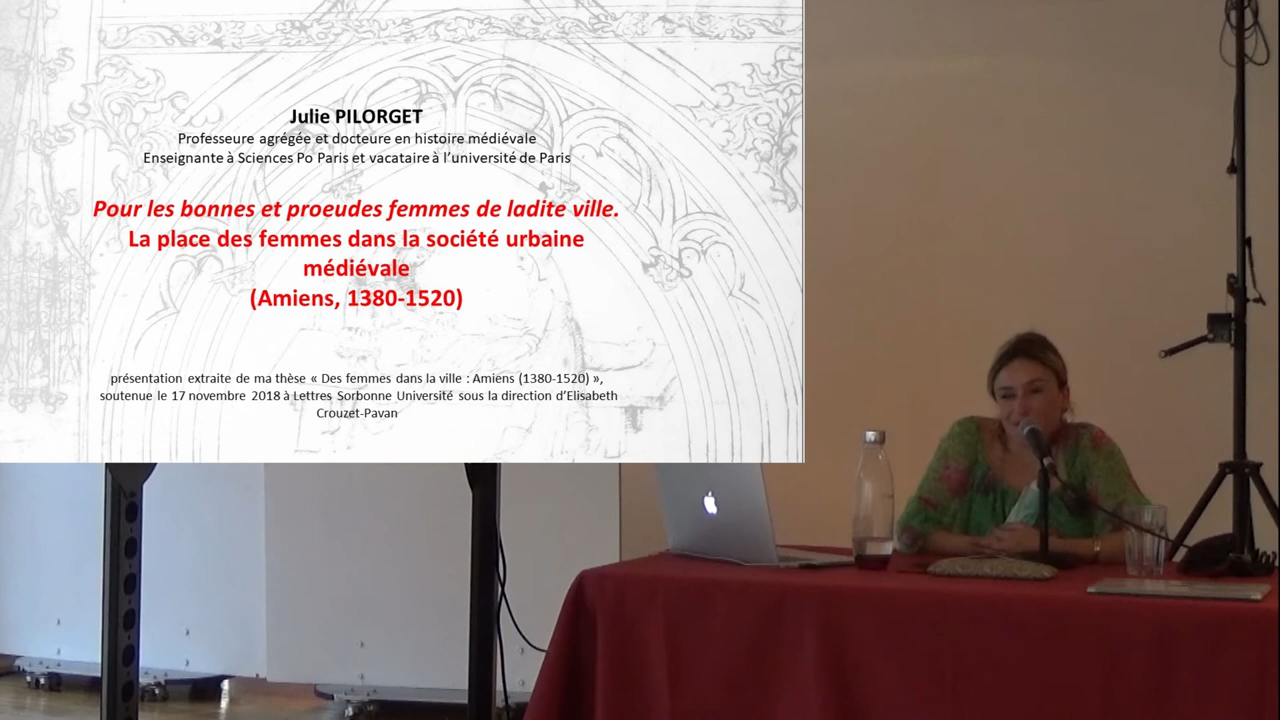 Julie PILORGET
Professeure agrégée et docteure en histoire médiévale
Enseignante à Sciences Po Paris et vacataire à l'université de Paris
Pour les bonnes et proeudes femmes de ladite ville.
La place des femmes dans la société urbaine
médiévale
(Amiens, 1380-1520)
présentation extraite de ma thèse « Des femmes dans la ville : Amiens (1380-1520) »,
soutenue le 17 novembre 2018 à Lettres Sorbonne Université sous la direction d'Elisabeth
Crouzet-Pavan